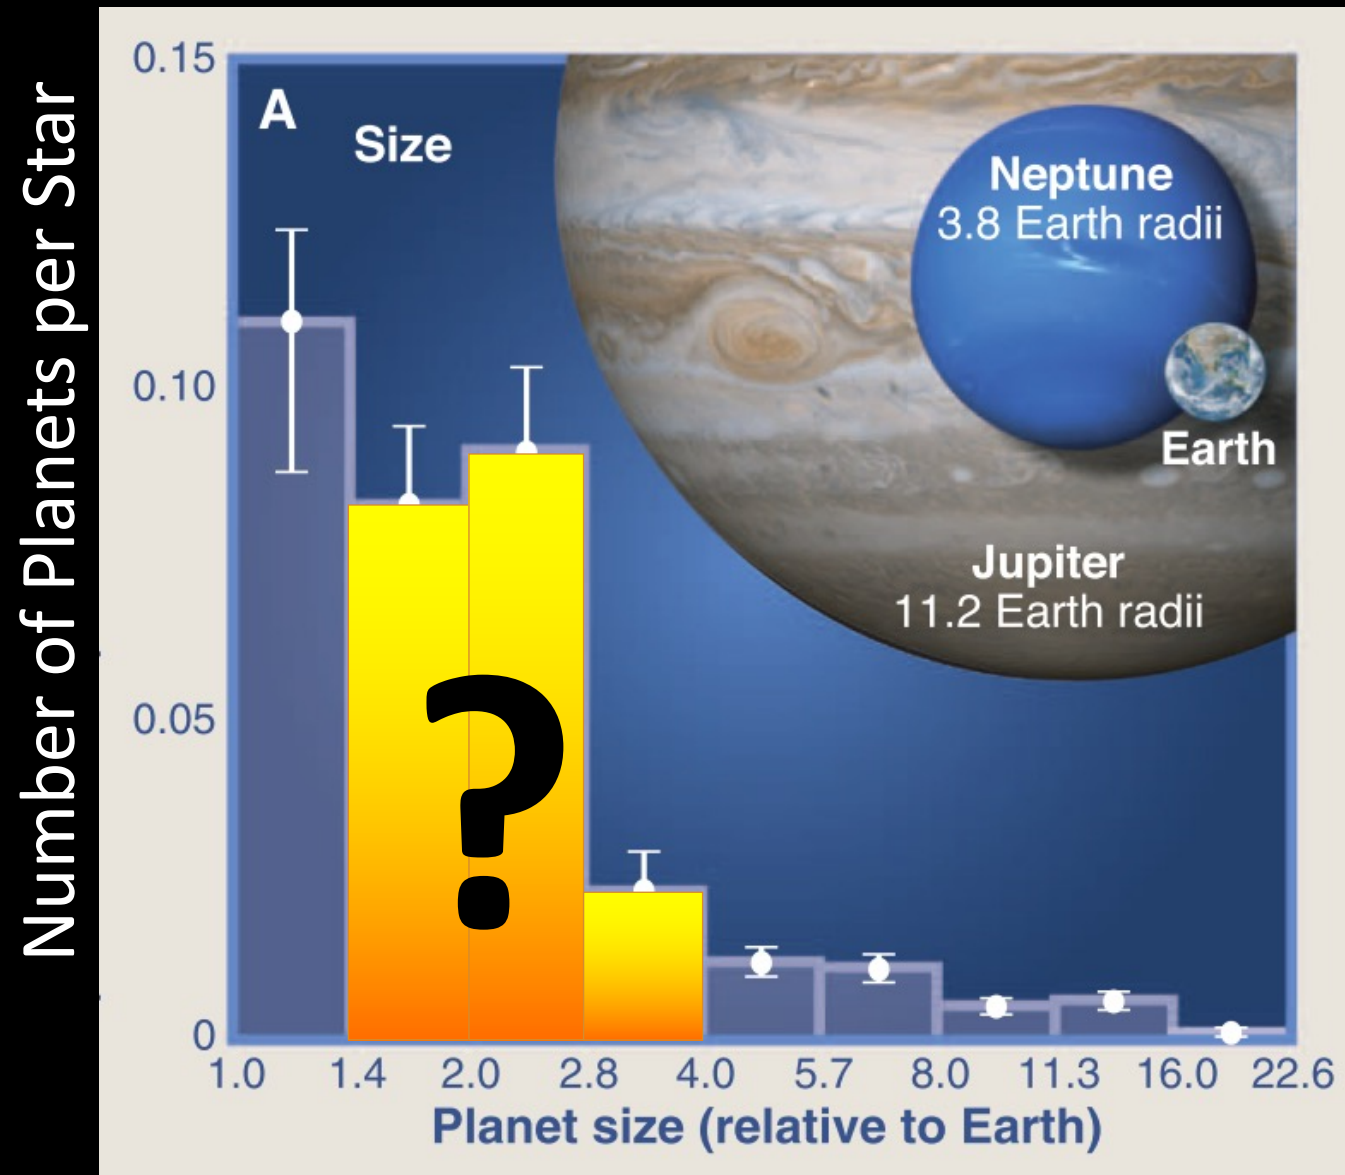 Number of Planets per Star
0.15
0.10
0.05
0
A
Size
Neptune
3.8 Earth radii
Earth
Jupiter
11.2 Earth radii
?
1.0 1.4 2.0 2.8 4.0 5.7 8.0 11.3 16.0 22.6
Planet size (relative to Earth)